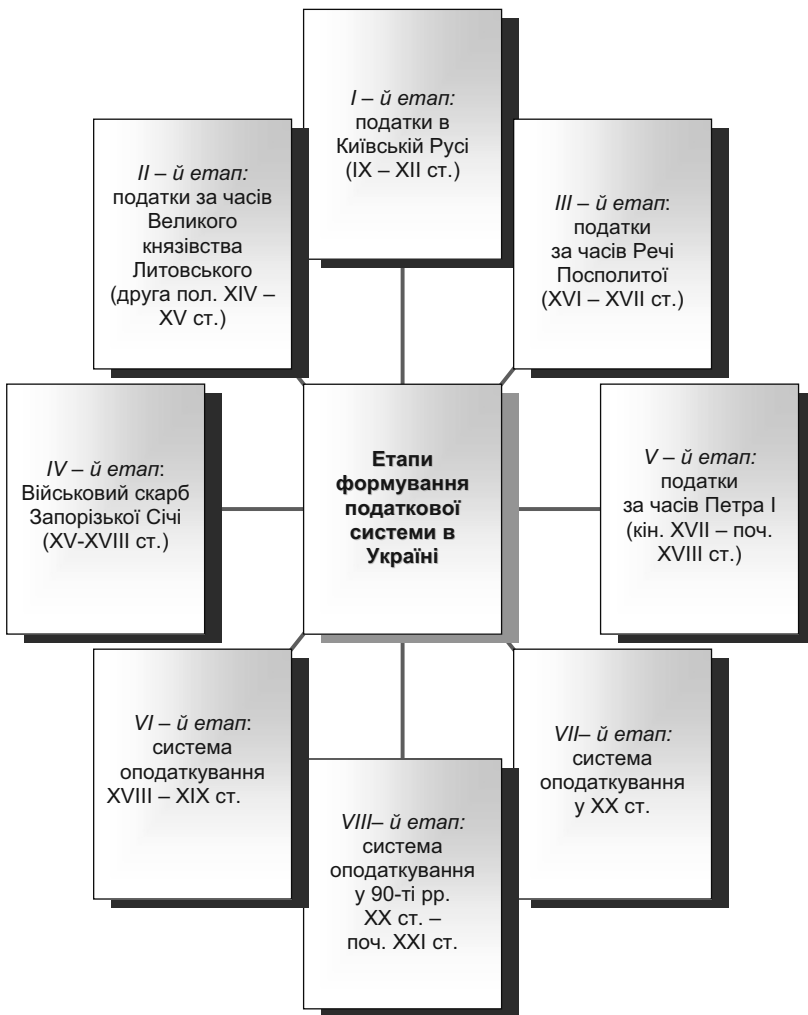 I – й етап:
податки в
Київській Русі
(IX – XII ст.)
II – й етап:
податки за часів
Великого
князівства
Литовського
(друга пол. XIV –
XV ст.)
III – й етап:
податки
за часів Речі
Посполитої
(XVI – XVII ст.)
IV – й етап:
Військовий скарб
Запорізької Січі
(XV-XVIII ст.)
Етапи
формування
податкової
системи в
Україні
V – й етап:
податки
за часів Петра I
(кін. XVII – поч.
XVIII ст.)
VI – й етап:
система
оподаткування
XVIII – XIX ст.
VII– й етап:
система
оподаткування
у XX ст.
VIII– й етап:
система
оподаткування
у 90-ті рр.
XX ст. –
поч. XXI ст.